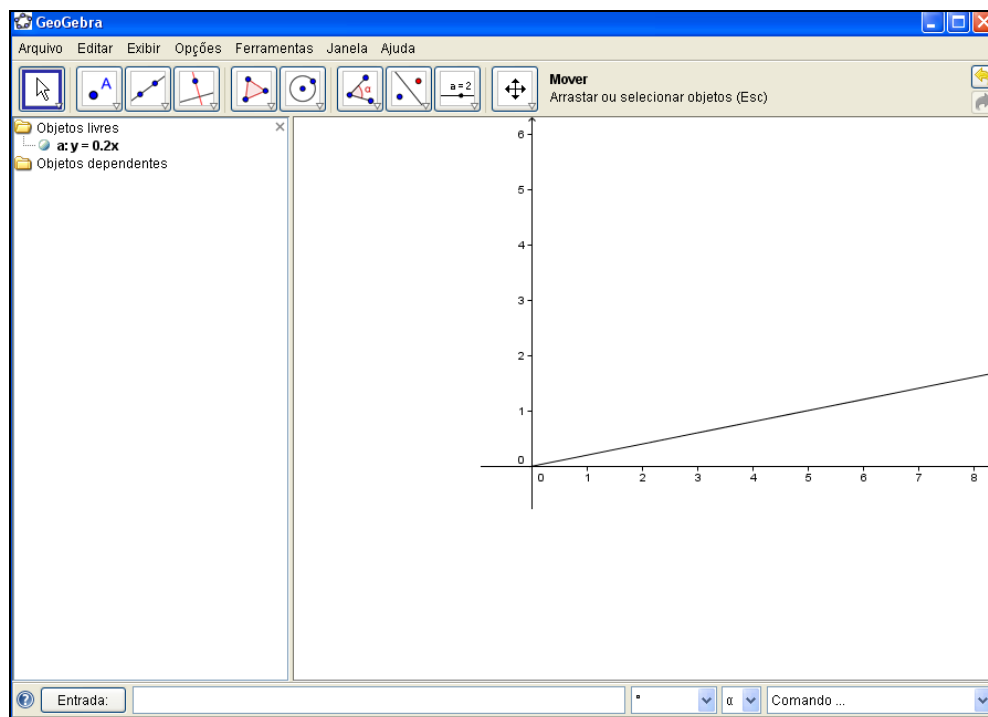 GeoGebra
Arquivo Editar Exibir Opções Ferramentas Janela Ajuda
A
α
a=2
Mover
Arrastar ou selecionar objetos (Esc)
Objetos livres
a: y = 0.2x
Objetos dependentes
6
5
4
3
2
1
0
0 1 2 3 4 5 6 7 8
Entrada: ° α Comando ...